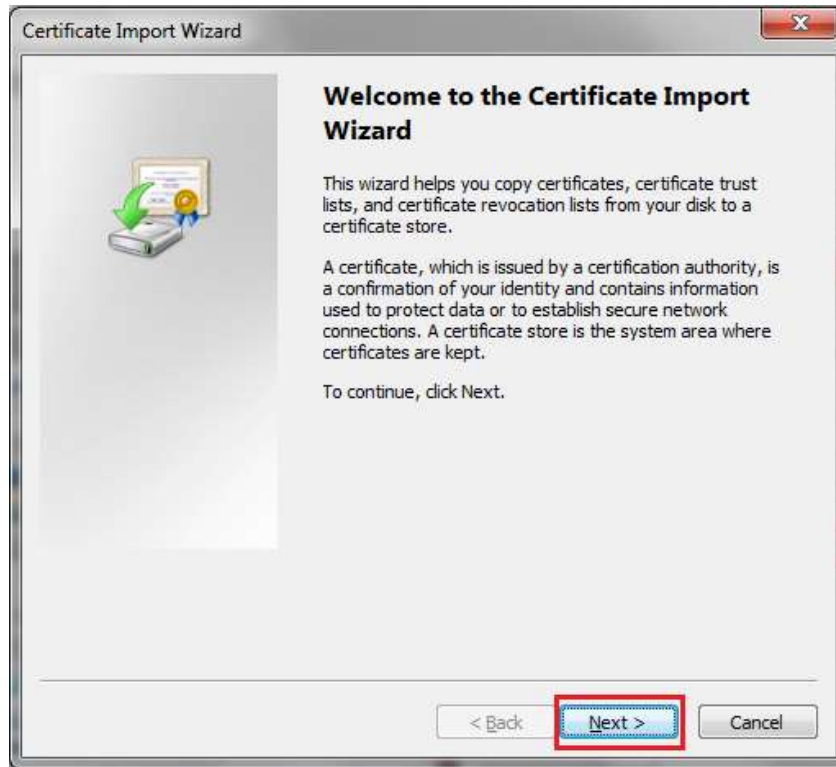 Certificate Import Wizard
Welcome to the Certificate Import
Wizard
This wizard helps you copy certificates, certificate trust
lists, and certificate revocation lists from your disk to a
certificate store.
A certificate, which is issued by a certification authority, is
a confirmation of your identity and contains information
used to protect data or to establish secure network
connections. A certificate store is the system area where
certificates are kept.
To continue, click Next.
< Back
Next >
Cancel